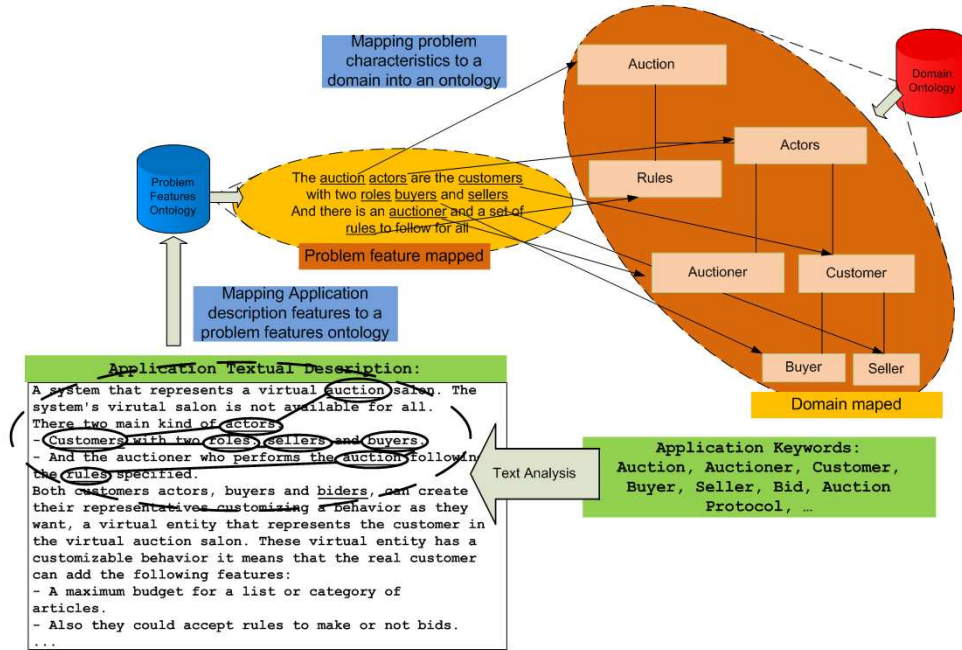 Mapping problem
characteristics to a
domain into an ontology
Auction
Domain
Ontology
Actors
Rules
Problem
Features
Ontology
The auction actors are the customers
with two roles buyers and sellers
And there is an auctioner and a set of
rules to follow for all
Problem feature mapped
Auctioner
Customer
Mapping Application
description features to a
problem features ontology
Buyer
Seller
Domain maped
Application Textual Description:
A system that represents a virtual auction salon. The
system's virutal salon is not available for all.
There two main kind of actors
- Customers with two roles, sellers and buyers
- And the auctioner who performs the auction following
the rules specified.
Both customers actors, buyers and biders, can create
their representatives customizing a behavior as they
want, a virtual entity that represents the customer in
the virtual auction salon. These virtual entity has a
customizable behavior it means that the real customer
can add the following features:
- A maximum budget for a list or category of
articles.
- Also they could accept rules to make or not bids.
...
Text Analysis
Application Keywords:
Auction, Auctioner, Customer,
Buyer, Seller, Bid, Auction
Protocol, …